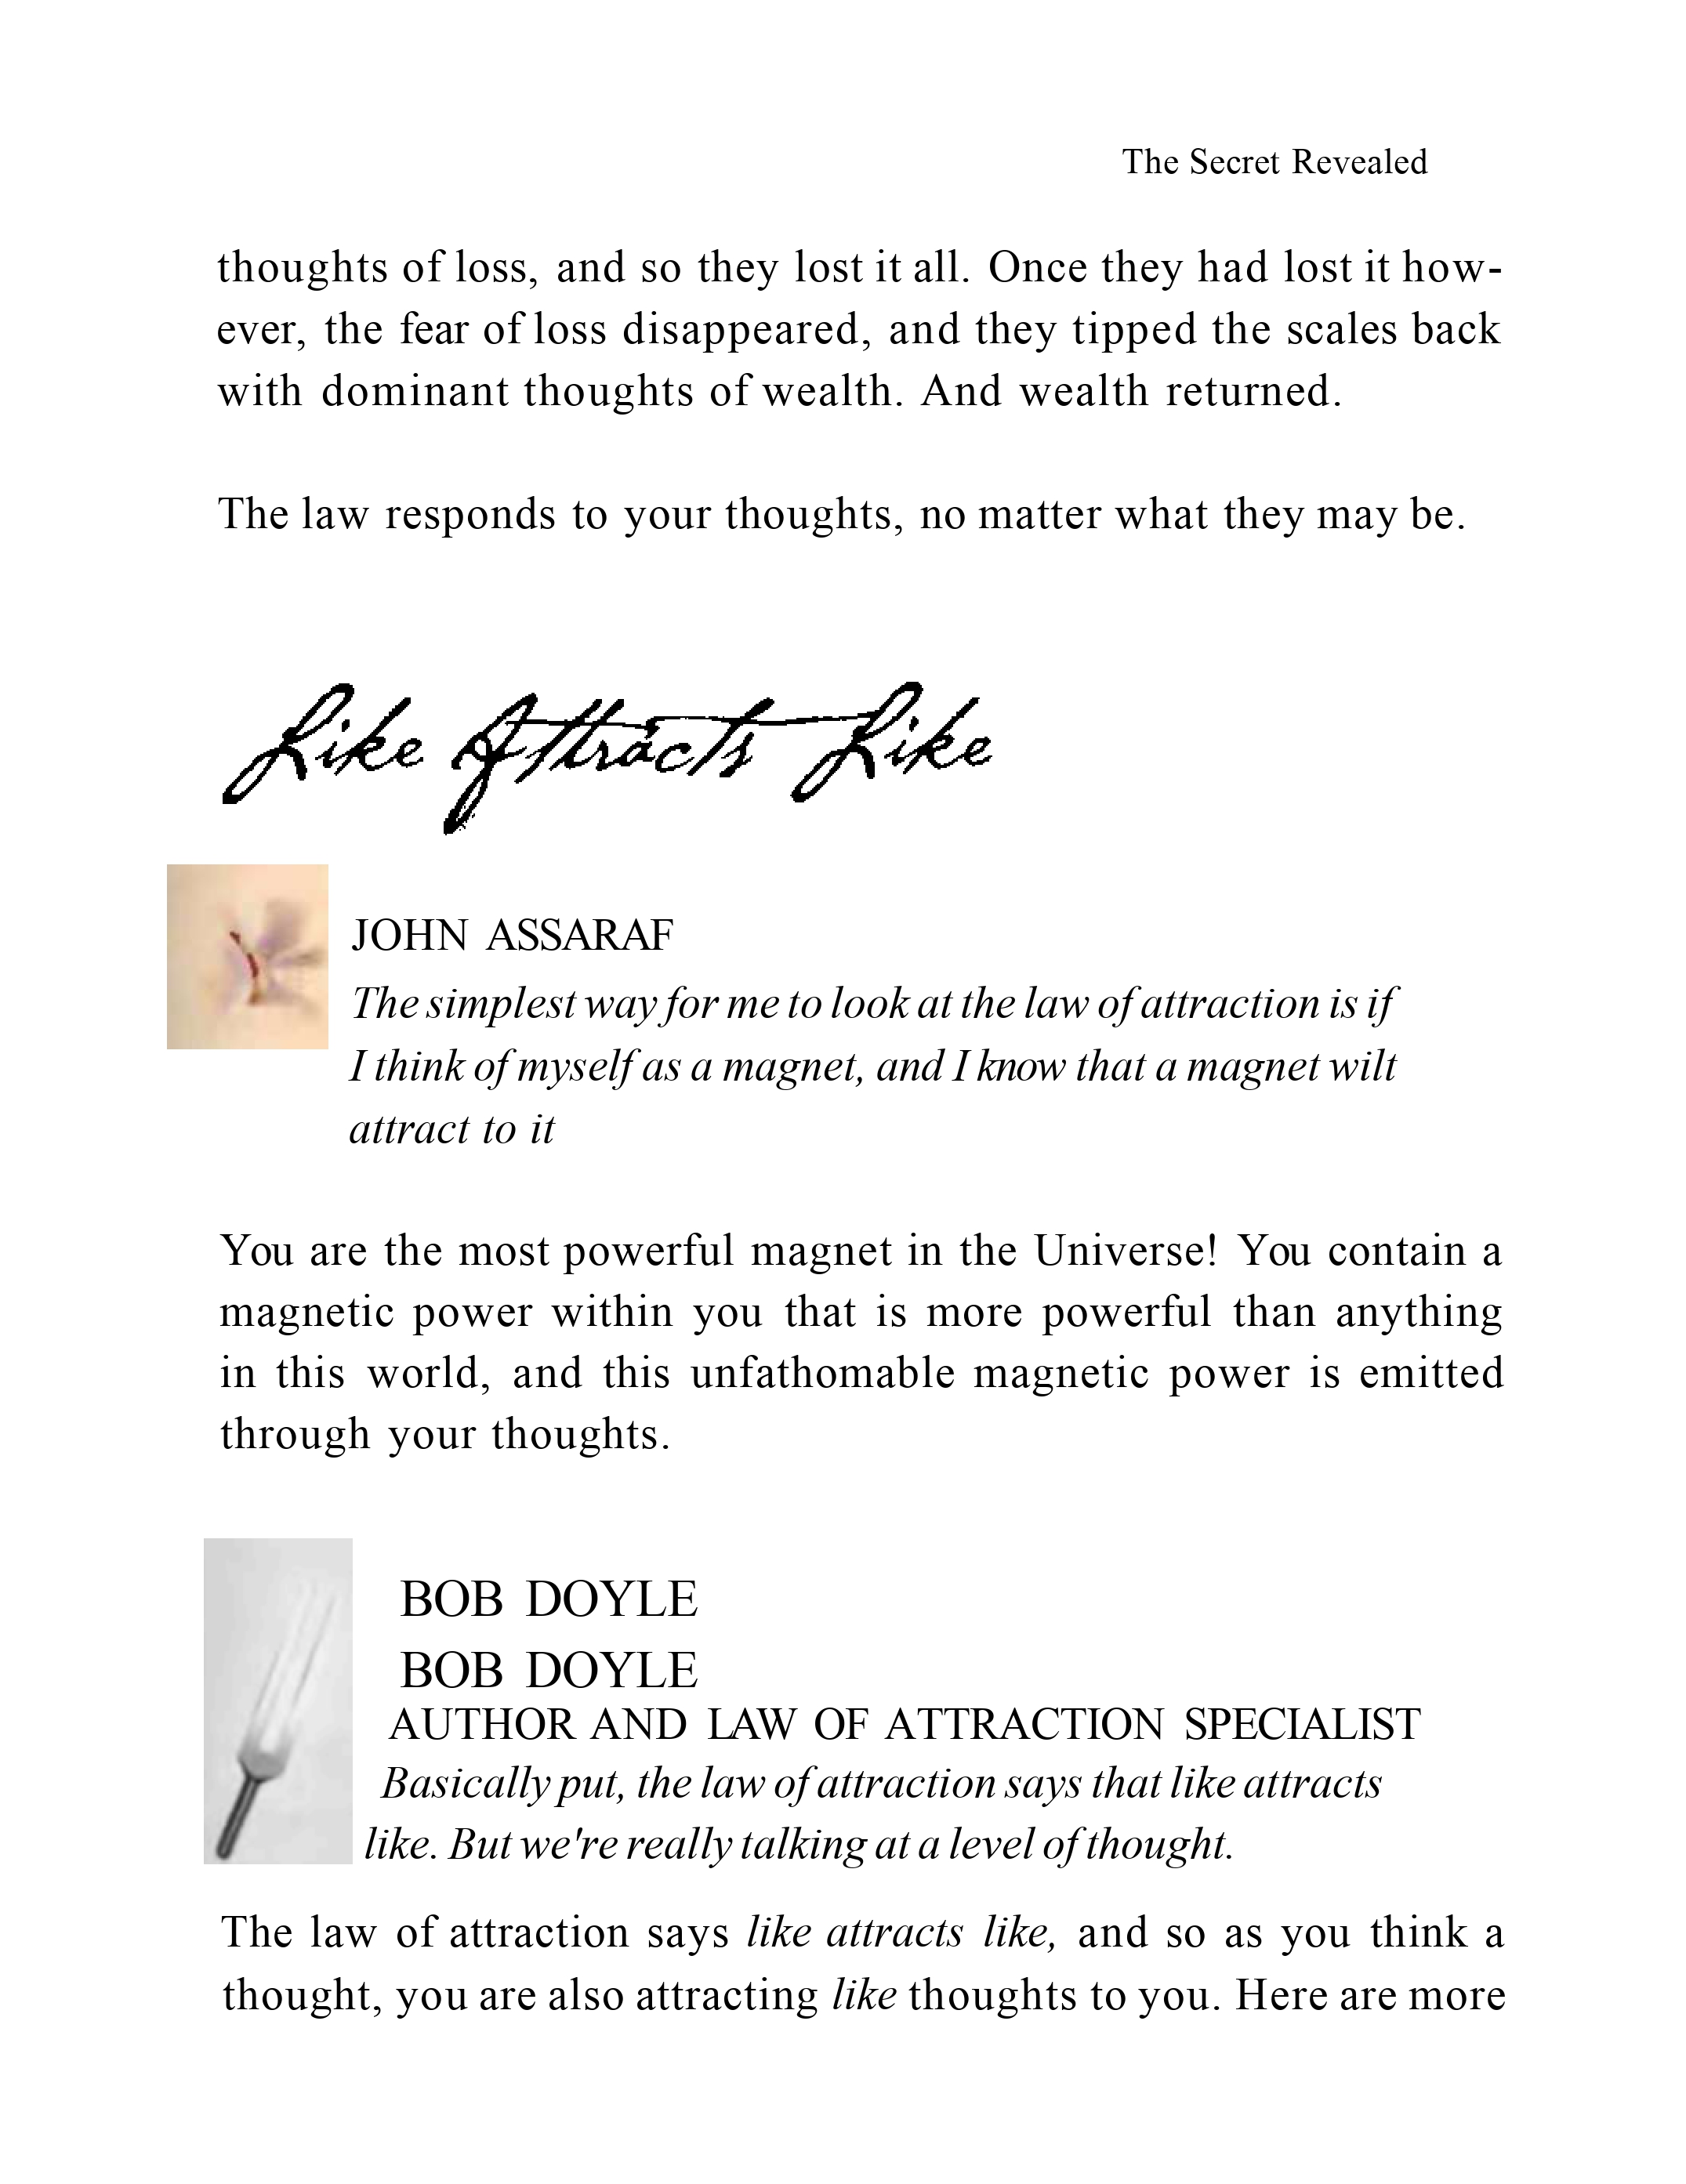 The Secret Revealed
thoughts of loss, and so they lost it all. Once they had lost it how-
ever, the fear of loss disappeared, and they tipped the scales back
with dominant thoughts of wealth. And wealth returned.
The law responds to your thoughts, no matter what they may be.
Like Attracts Like
JOHN ASSARAF
The simplest way for me to look at the law of attraction is if
I think of myself as a magnet, and I know that a magnet wilt
attract to it
You are the most powerful magnet in the Universe! You contain a
magnetic power within you that is more powerful than anything
in this world, and this unfathomable magnetic power is emitted
through your thoughts.
BOB DOYLE
BOB DOYLE
AUTHOR AND LAW OF ATTRACTION SPECIALIST
Basically put, the law of attraction says that like attracts
like. But we're really talking at a level of thought.
The law of attraction says like attracts like, and so as you think a
thought, you are also attracting like thoughts to you. Here are more